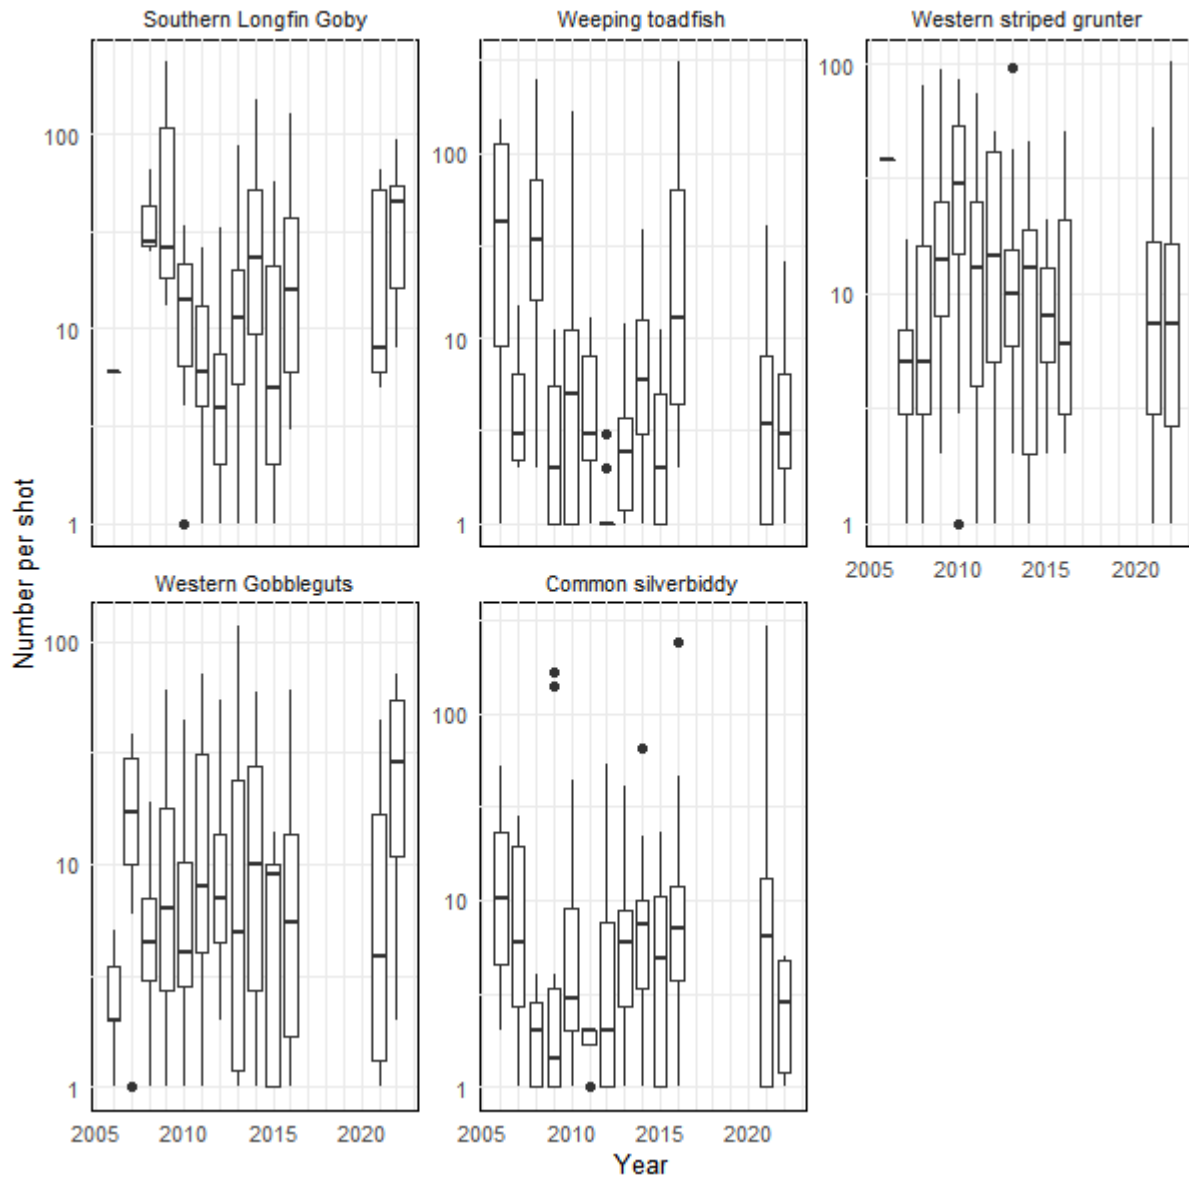 Southern Longfin Goby
Weeping toadfish
Western striped grunter
100
10
1
100
10
1
100
10
1
2005 2010 2015 2020
Number per shot
Western Gobbleguts
Common silverbiddy
100
10
1
100
10
1
2005 2010 2015 2020
2005 2010 2015 2020
Year